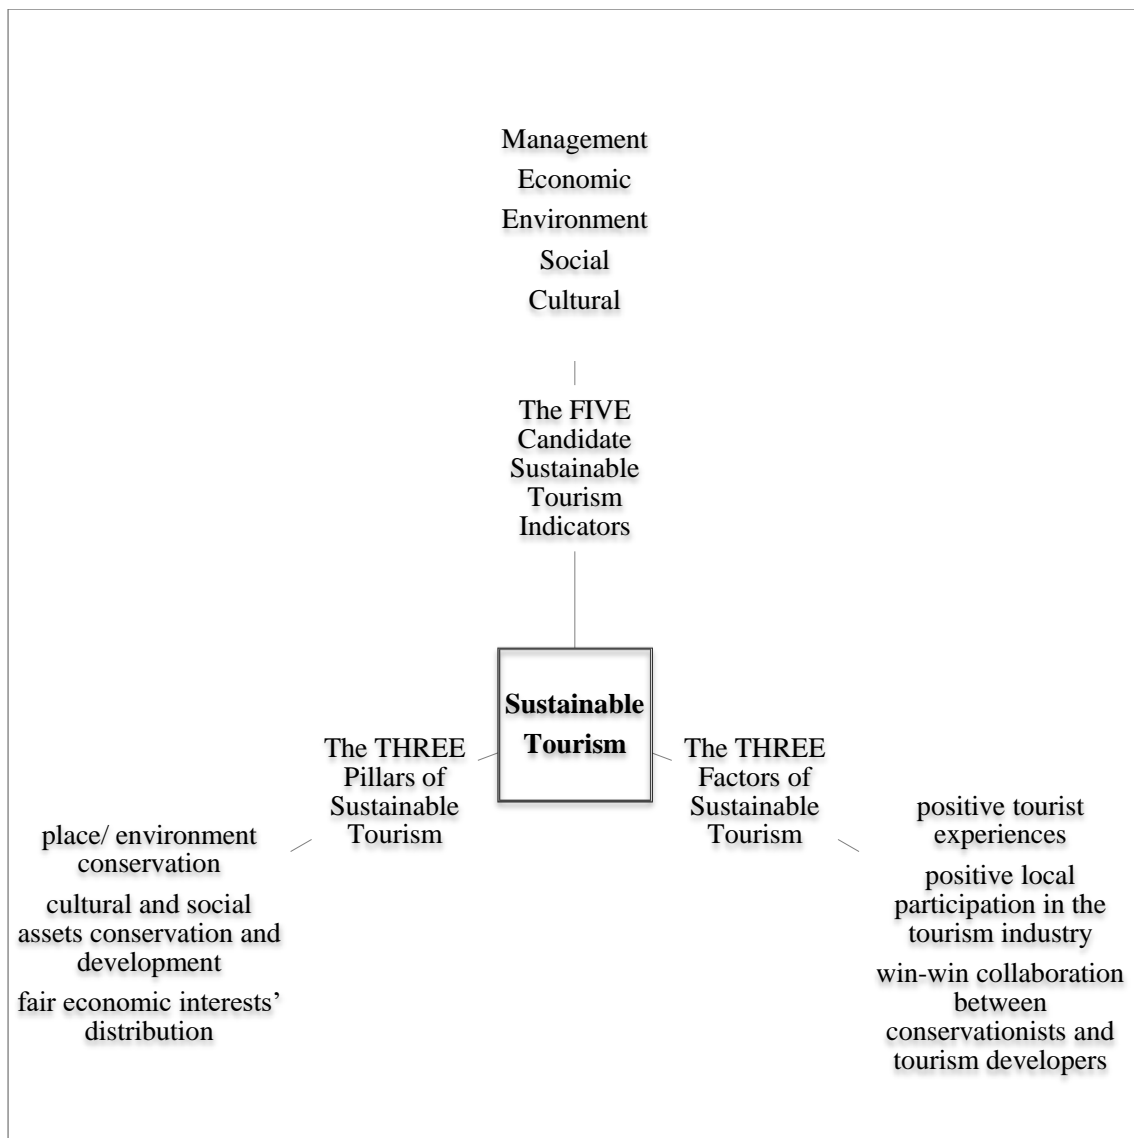 Management
Economic
Environment
Social
Cultural
The FIVE
Candidate
Sustainable
Tourism
Indicators
Sustainable
Tourism
The THREE
Pillars of
Sustainable
Tourism
place/ environment
conservation
cultural and social
assets conservation and
development
fair economic interests’
distribution
The THREE
Factors of
Sustainable
Tourism
positive tourist
experiences
positive local
participation in the
tourism industry
win-win collaboration
between
conservationists and
tourism developers